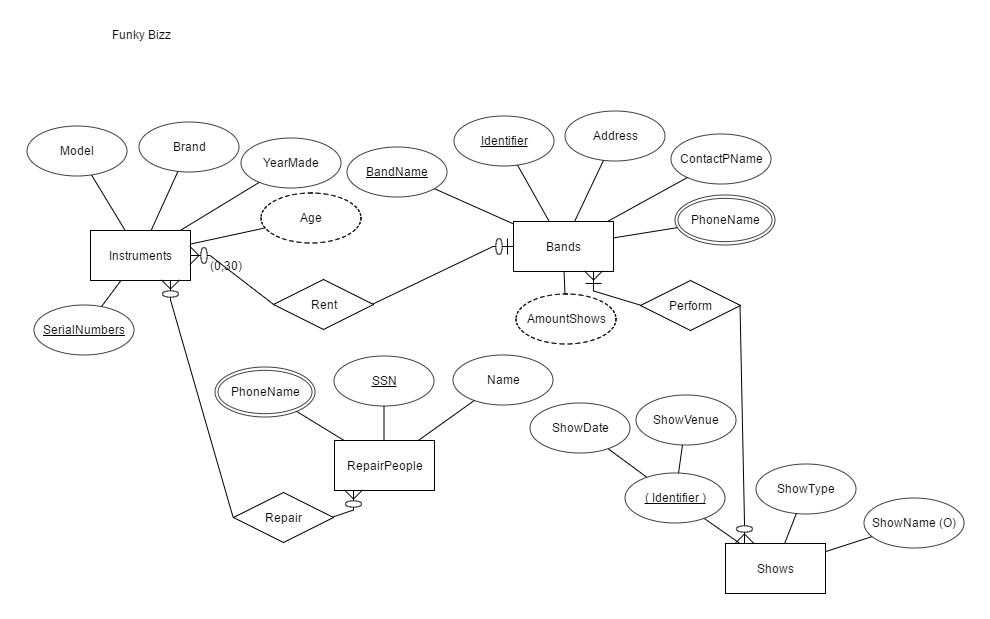 Funky Bizz
Model
Brand
YearMade
Age
BandName
Identifier
Address
ContactPName
PhoneName
Instruments
(0,30)
Bands
Rent
Perform
AmountShows
SerialNumbers
PhoneName
SSN
Name
RepairPeople
Repair
ShowDate
ShowVenue
( Identifier )
ShowType
ShowName (O)
Shows